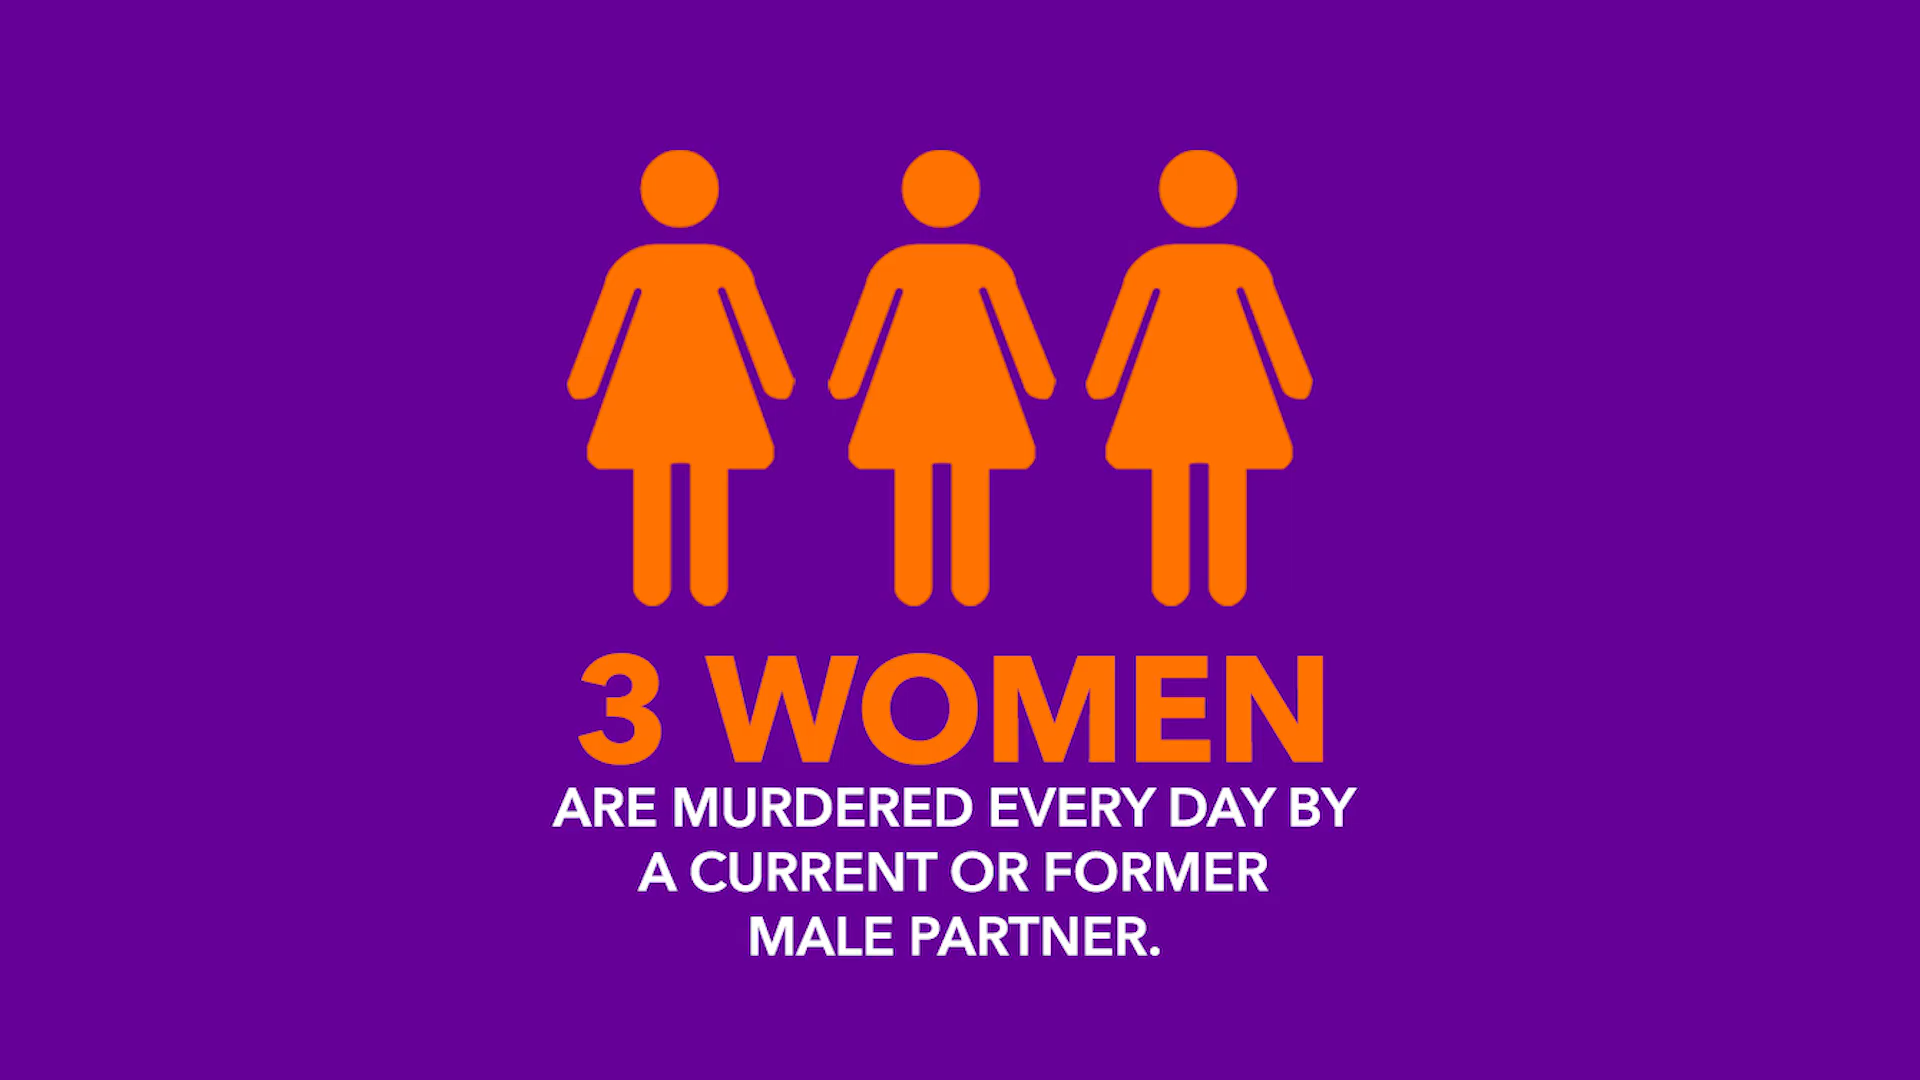 3 WOMEN
ARE MURDERED EVERY DAY BY
A CURRENT OR FORMER
MALE PARTNER.